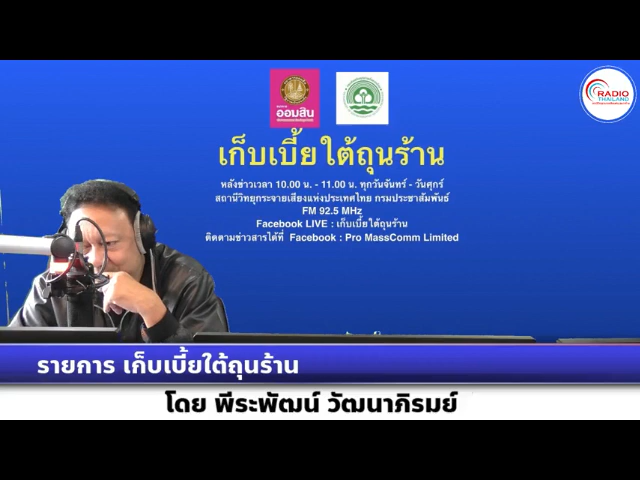 RADIO
THAILAND
ออมสิน
เก็บเบี้ยใต้ถุนร้าน
หลังข่าวเวลา 10.00 น. - 11.00 น. ทุกวันจันทร์ - วันศุกร์
สถานีวิทยุกระจายเสียงแห่งประเทศไทย กรมประชาสัมพันธ์
FM 92.5 MHz
Facebook LIVE : เก็บเบี้ยใต้ถุนร้าน
ติดตามข่าวสารได้ที่ Facebook : Pro MassComm Limited
รายการ เก็บเบี้ยใต้ถุนร้าน
โดย พีระพัฒน์ วัฒนาภิรมย์